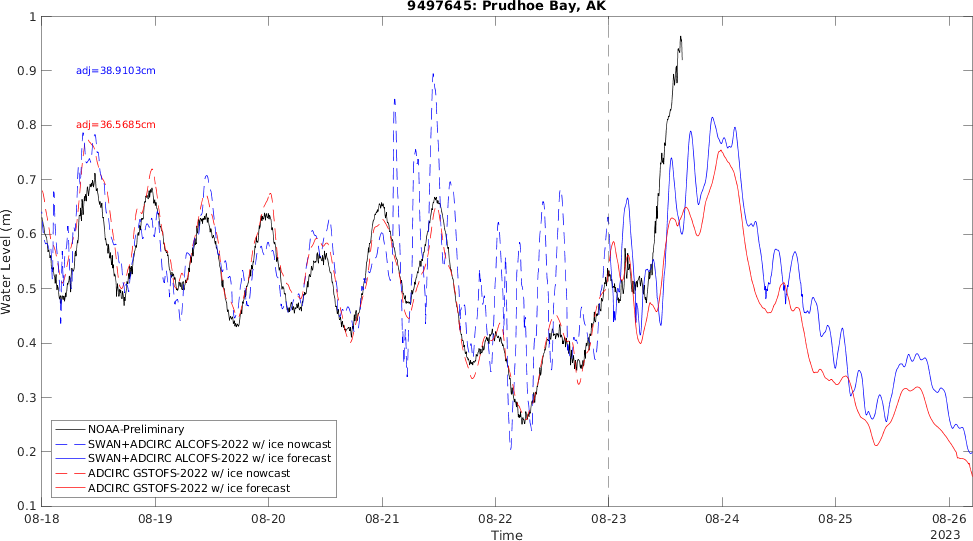 9497645: Prudhoe Bay, AK
1
0.9
0.8
0.7
0.6
0.5
0.4
0.3
0.2
0.1
Water Level (m)
adj=38.9103cm
adj=36.5685cm
NOAA-Preliminary
SWAN+ADCIRC ALCOFS-2022 w/ ice nowcast
SWAN+ADCIRC ALCOFS-2022 w/ ice forecast
ADCIRC GSTOFS-2022 w/ ice nowcast
ADCIRC GSTOFS-2022 w/ ice forecast
08-18 08-19 08-20 08-21 08-22 08-23 08-24 08-25 08-26
Time 2023